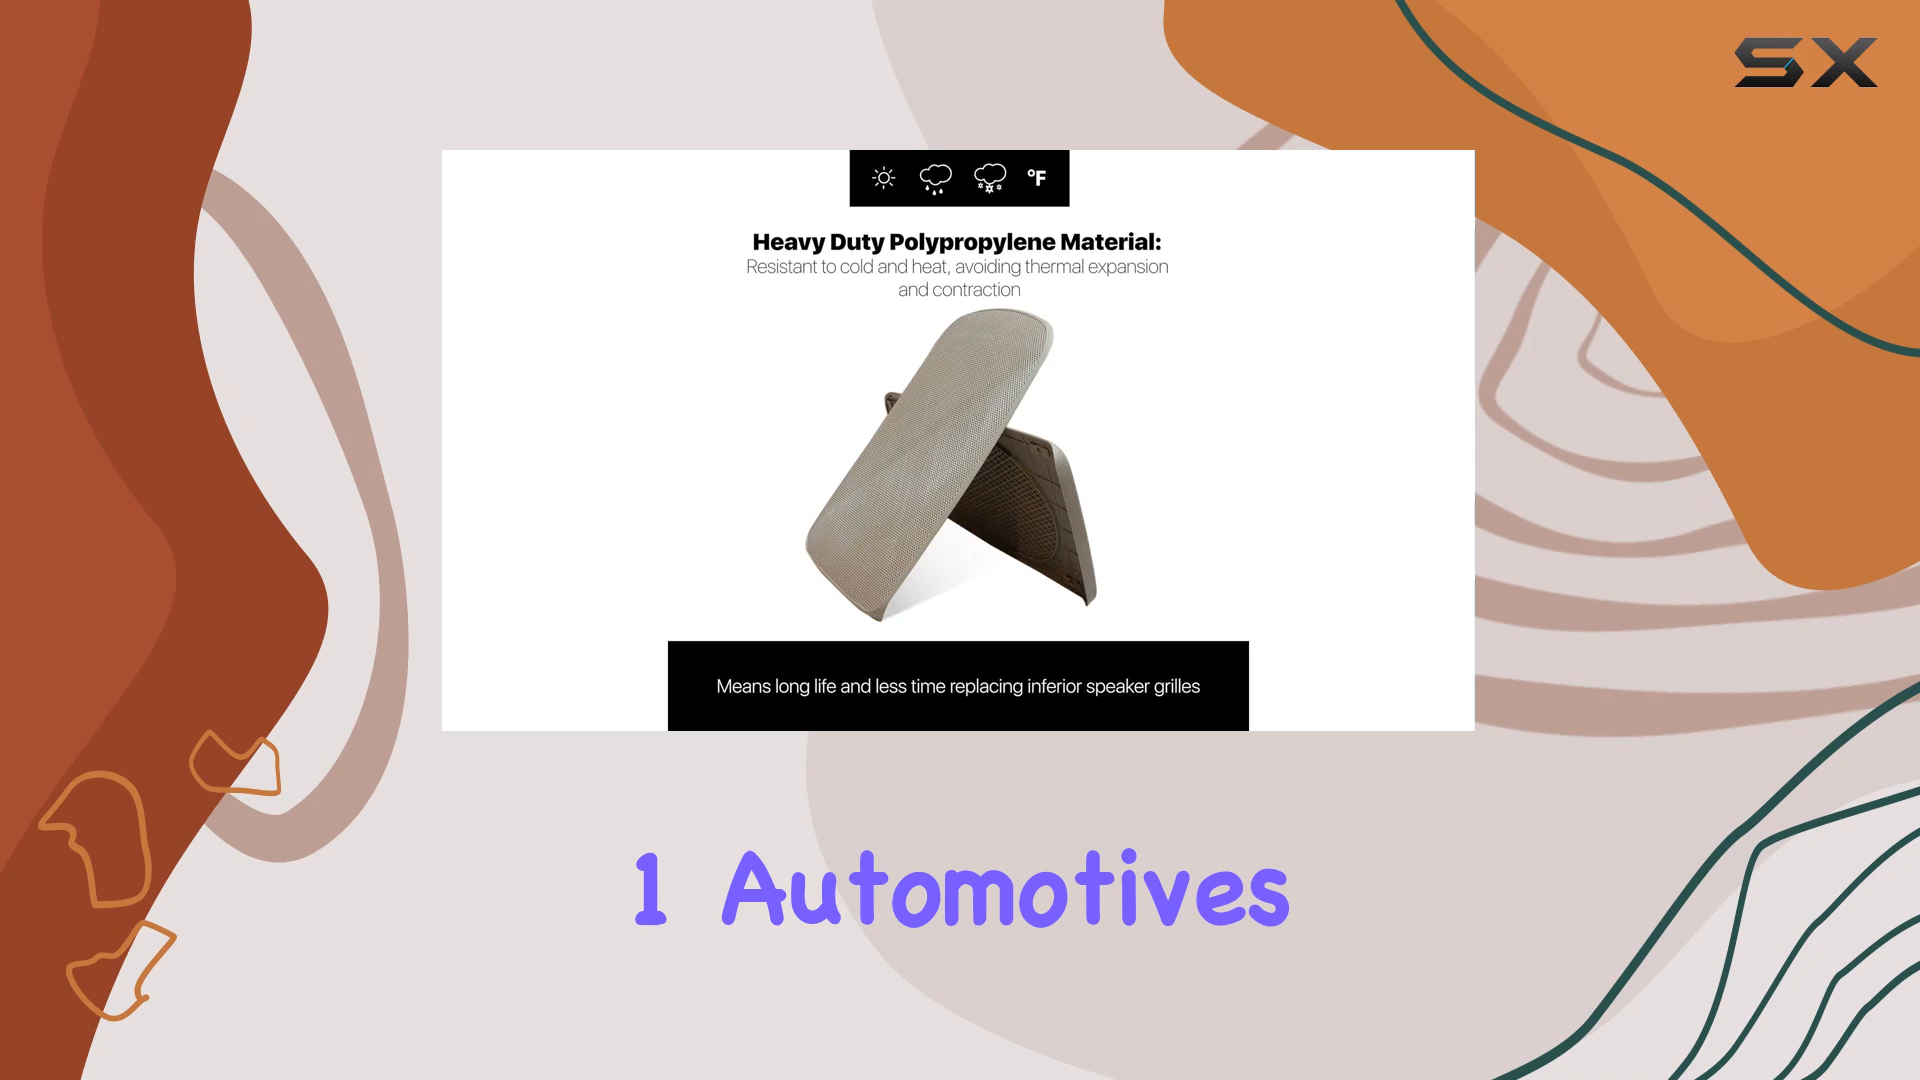 SX
°F
Heavy Duty Polypropylene Material:
Resistant to cold and heat, avoiding thermal expansion
and contraction
Means long life and less time replacing inferior speaker grilles
1 Automotives